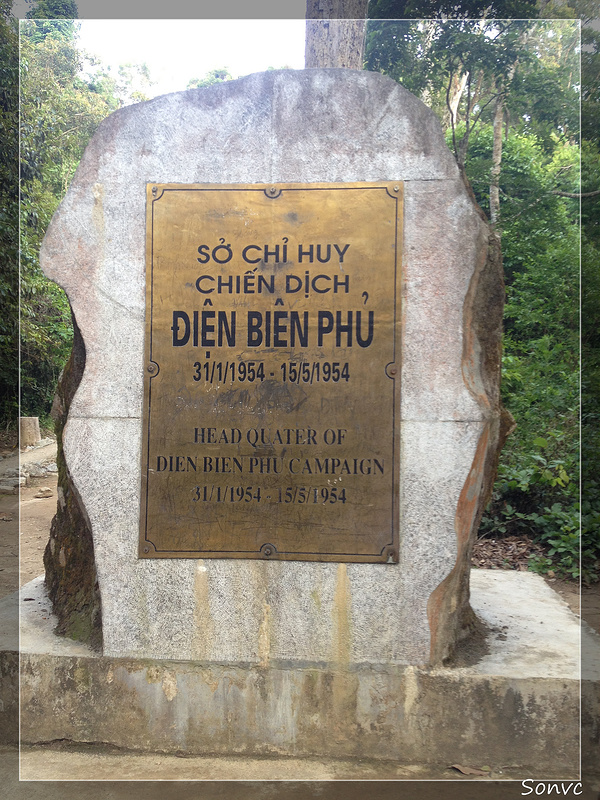 SỞ CHỈ HUY
CHIẾN DỊCH
ĐIỆN BIÊN PHỦ
31/1/1954 - 15/5/1954
HEAD QUATER OF
DIEN BIEN PHU CAMPAIGN
31/1/1954 - 15/5/1954
Sonvc